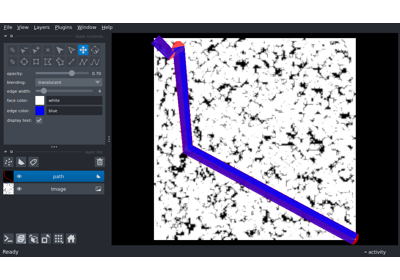 File View Layers Plugins Window Help
opacity: 0.70
blending: translucent
edge width:
face color: white
edge color: blue
display text:
path
Image
Ready
activity